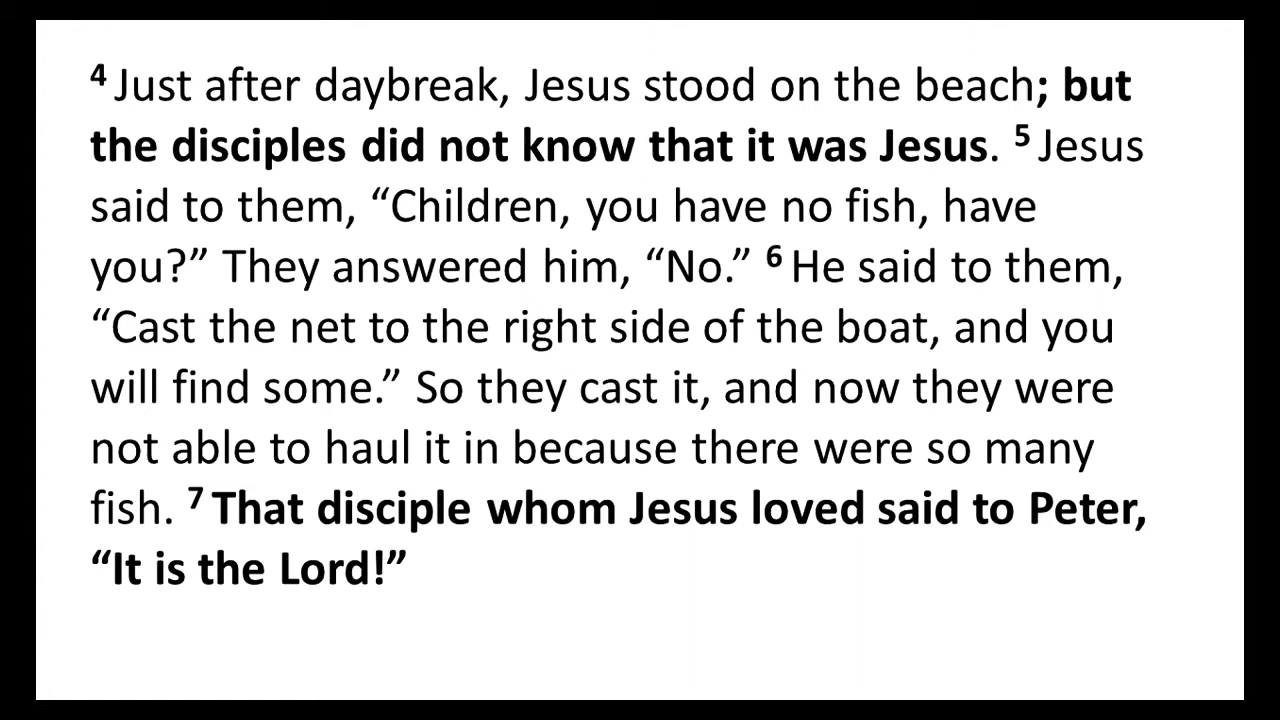 4 Just after daybreak, Jesus stood on the beach; but
the disciples did not know that it was Jesus. 5 Jesus
said to them, “Children, you have no fish, have
you?” They answered him, “No.” 6 He said to them,
“Cast the net to the right side of the boat, and you
will find some.” So they cast it, and now they were
not able to haul it in because there were so many
fish. 7 That disciple whom Jesus loved said to Peter,
“It is the Lord!”